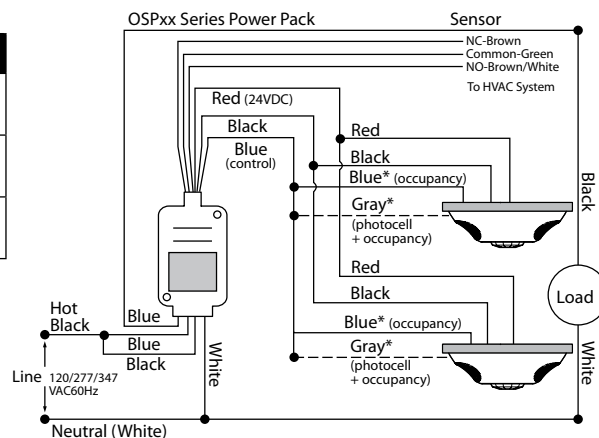 OSPxx Series Power Pack
Sensor
NC-Brown
Common-Green
NO-Brown/White
To HVAC System
Red (24VDC)
Black
Blue
(control)
Red
Black
Blue* (occupancy)
Gray*
(photocell
+ occupancy)
Black
Red
Black
Blue* (occupancy)
Gray*
(photocell
+ occupancy)
Load
White
Hot
Black
Blue
Blue
Black
White
Line 120/277/347
VAC60Hz
Neutral (White)